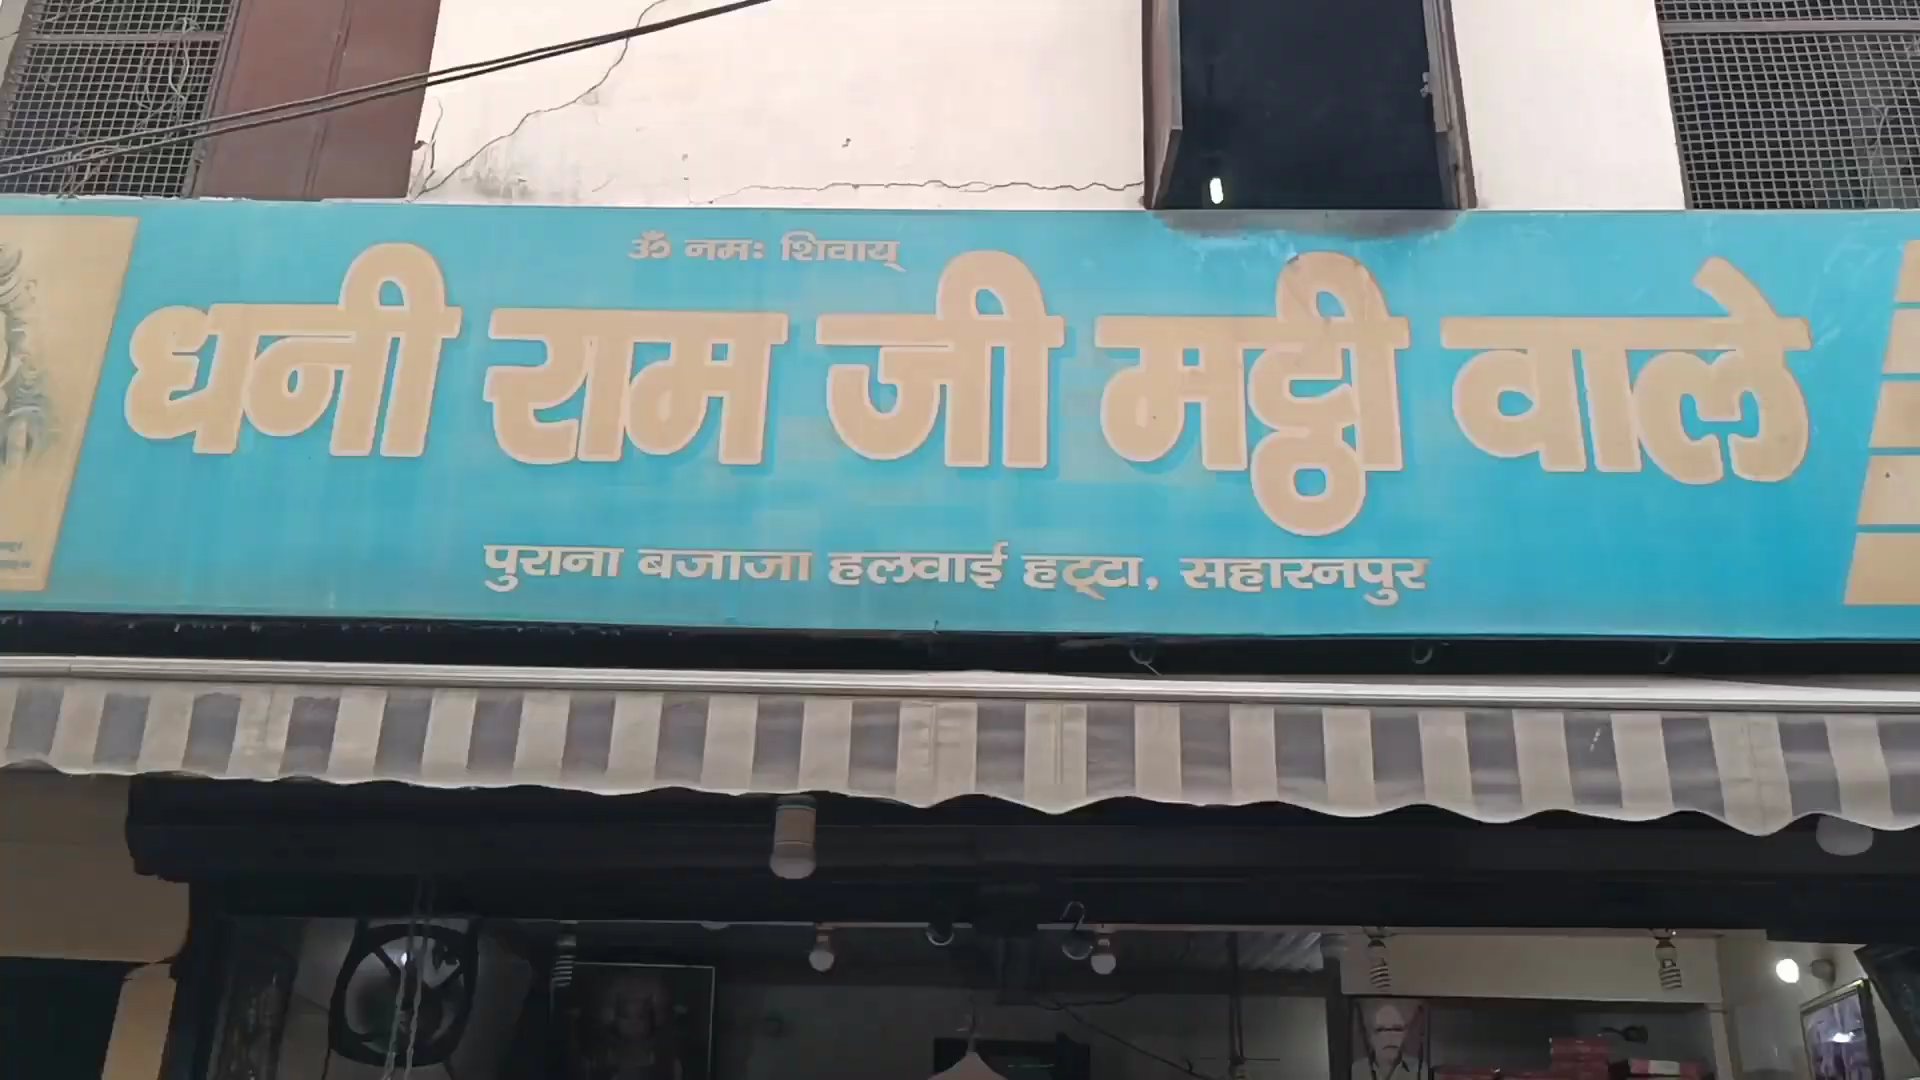 ॐ नमः शिवाय्
धनी राम जी मट्ठी वाले
पुराना बजाजा हलवाई हट्टा, सहारनपुर